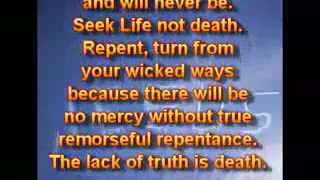 and will never be.
Seek Life not death.
Repent, turn from
your wicked ways
because there will be
no mercy without true
remorseful repentance.
The lack of truth is death.